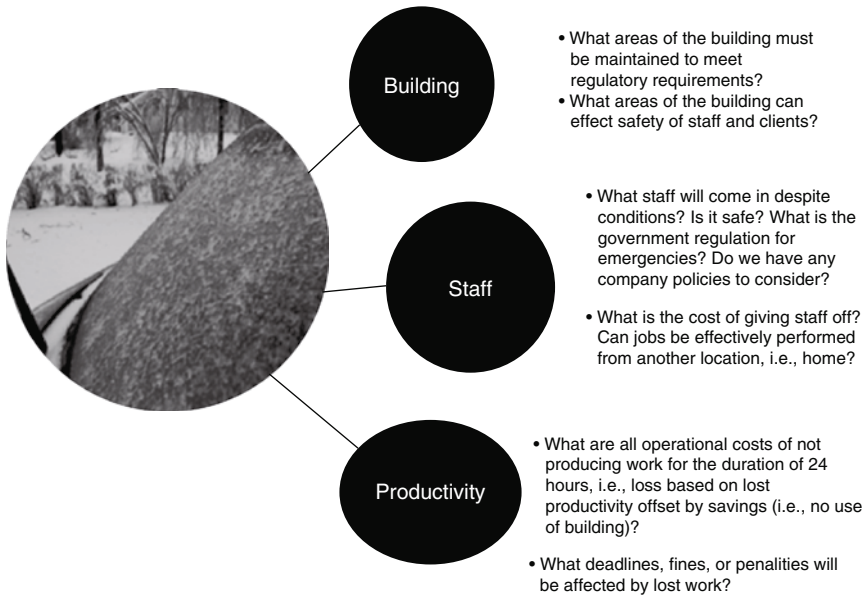 Building
• What areas of the building must
be maintained to meet
regulatory requirements?
• What areas of the building can
effect safety of staff and clients?
Staff
• What staff will come in despite
conditions? Is it safe? What is the
government regulation for
emergencies? Do we have any
company policies to consider?
• What is the cost of giving staff off?
Can jobs be effectively performed
from another location, i.e., home?
Productivity
• What are all operational costs of not
producing work for the duration of 24
hours, i.e., loss based on lost
productivity offset by savings (i.e., no use
of building)?
• What deadlines, fines, or penalities will
be affected by lost work?